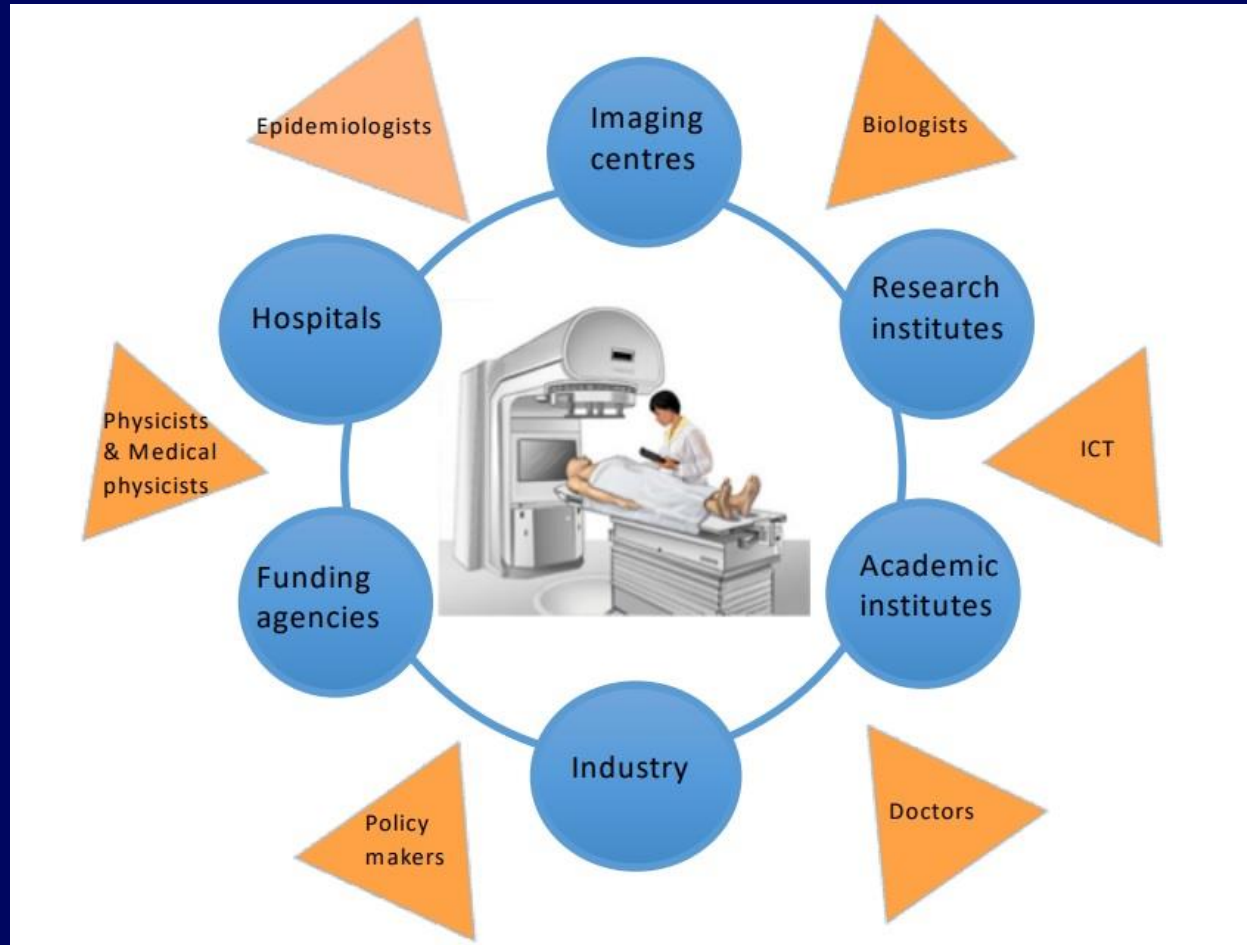 Epidemiologists
Imaging
centres
Biologists
Hospitals
Research
institutes
Physicists
& Medical
physicists
ICT
Funding
agencies
Academic
institutes
Industry
Policy
makers
Doctors